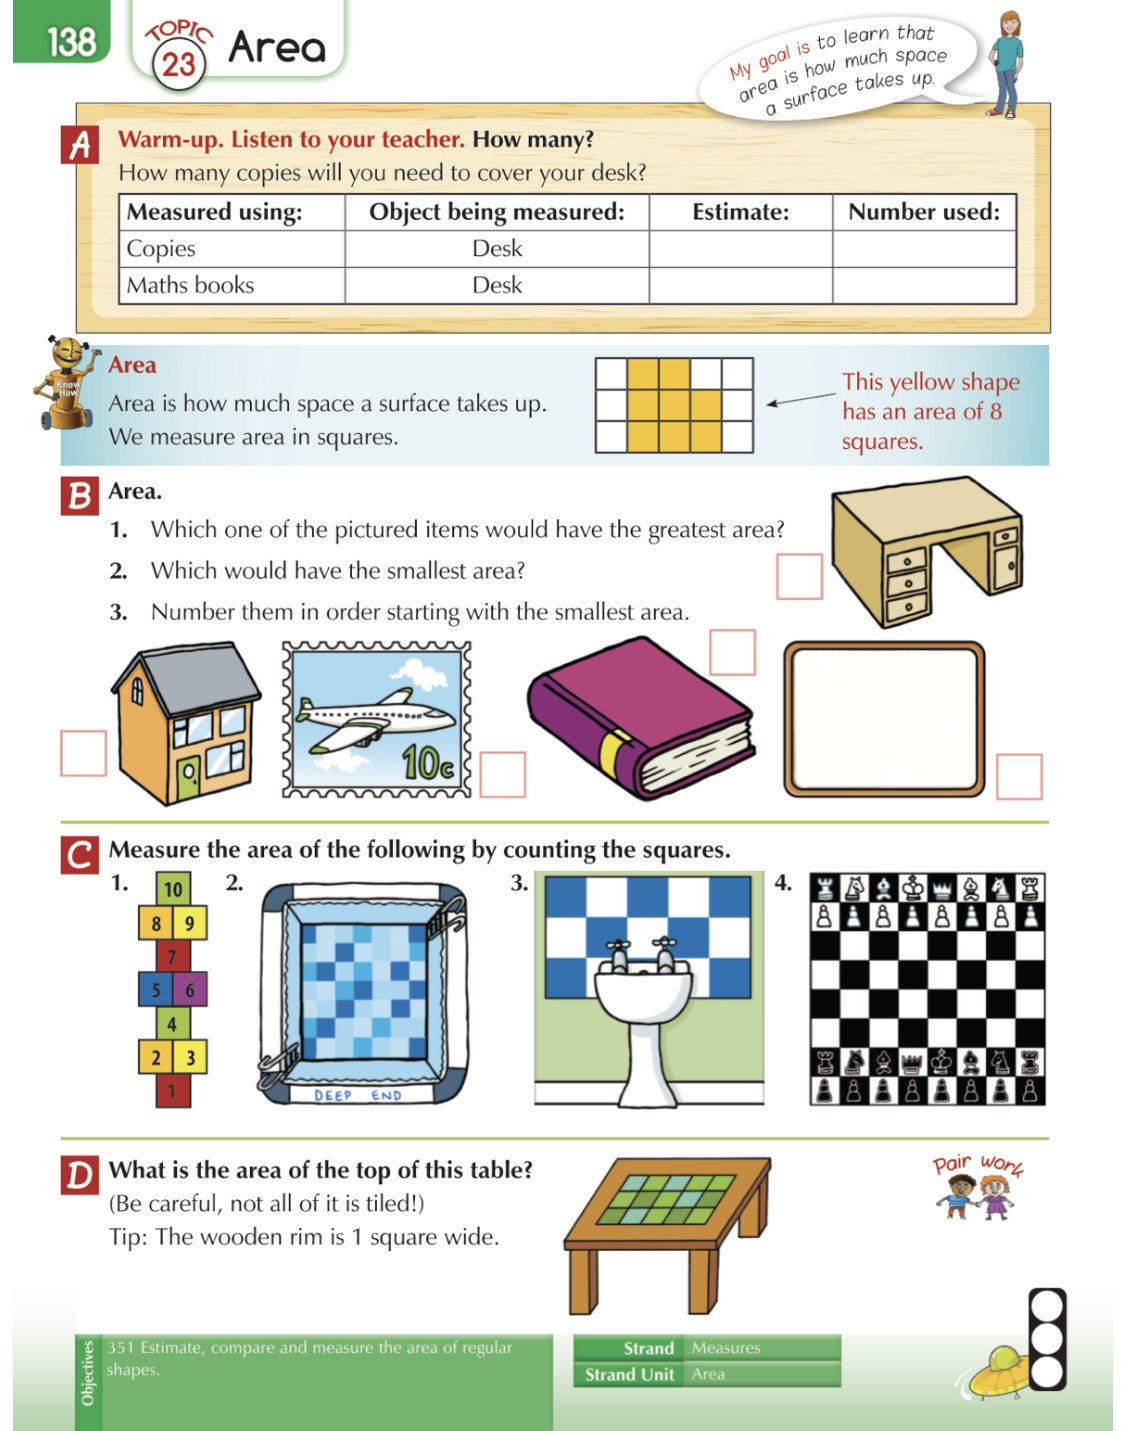 138
TOPIC
23
Area
My goal is to learn that
area is how much space
a surface takes up.
A
Warm-up. Listen to your teacher. How many?
How many copies will you need to cover your desk?
Measured using: Object being measured: Estimate: Number used:
Copies Desk
Maths books Desk
Know
How
Area
Area is how much space a surface takes up.
We measure area in squares.
This yellow shape
has an area of 8
squares.
B
Area.
1. Which one of the pictured items would have the greatest area?
2. Which would have the smallest area?
3. Number them in order starting with the smallest area.
10c
C
Measure the area of the following by counting the squares.
1. 2. 3. 4.
10
8 9
7
5 6
4
2 3
1
DEEP END
D
What is the area of the top of this table?
(Be careful, not all of it is tiled!)
Tip: The wooden rim is 1 square wide.
Pair work
Objectives
351 Estimate, compare and measure the area of regular
shapes.
Strand Measures
Strand Unit Area